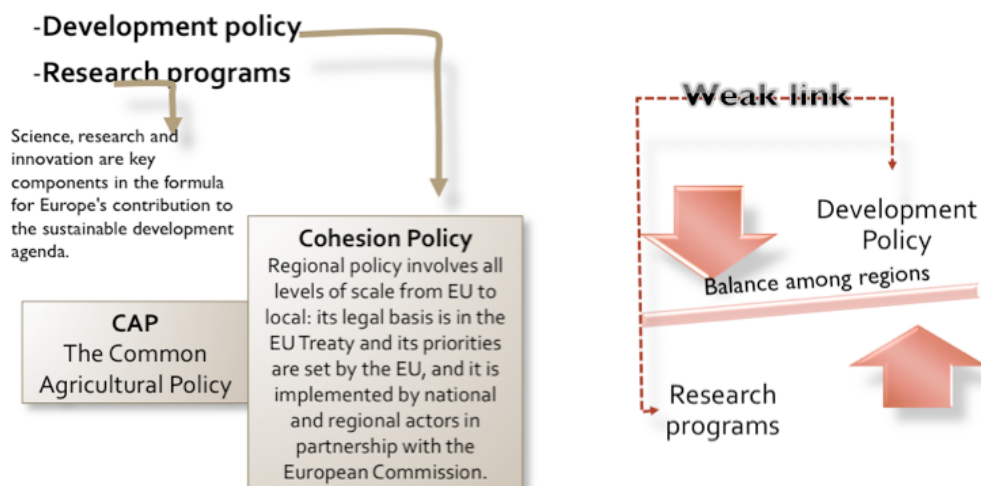 -Development policy
-Research programs
Science, research and
innovation are key
components in the formula
for Europe's contribution to
the sustainable development
agenda.
CAP
The Common
Agricultural Policy
Cohesion Policy
Regional policy involves all
levels of scale from EU to
local: its legal basis is in the
EU Treaty and its priorities
are set by the EU, and it is
implemented by national
and regional actors in
partnership with the
European Commission.
Weak link
Development
Policy
Balance among regions
Research
programs